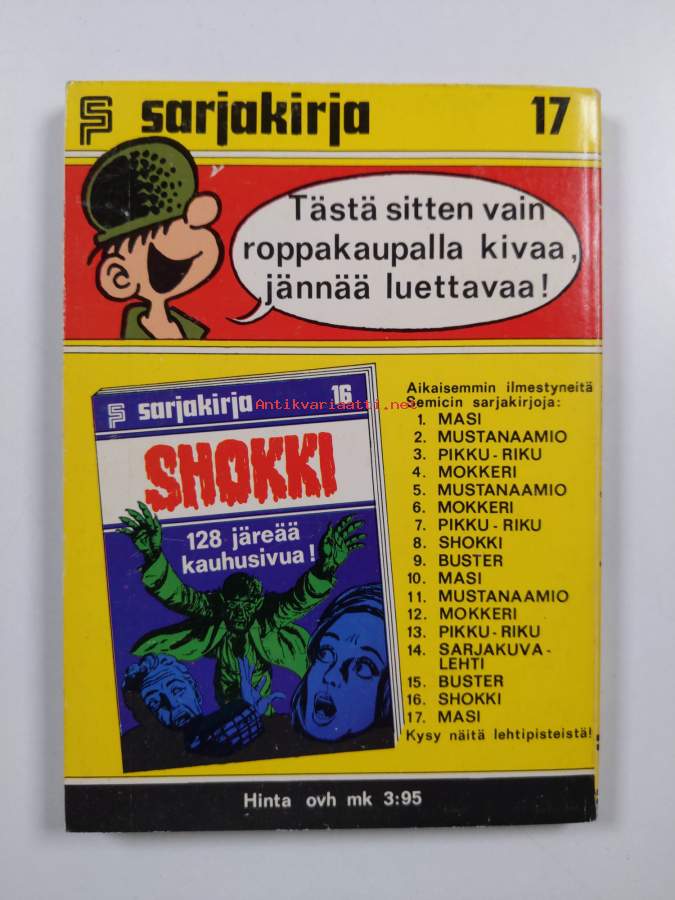 sarjakirja 17
Tästä sitten vain
roppakaupalla kivaa,
jännää luettavaa!
sarjakirja 16
SHOKKI
128 järeää
kauhusivua!
Antikvariaatti.net
Aikaisemmin ilmestyneitä
Semicin sarjakirjoja:
1. MASI
2. MUSTANAAMIO
3. PIKKU-RIKU
4. MOKKERI
5. MUSTANAAMIO
6. MOKKERI
7. PIKKU-RIKU
8. SHOKKI
9. BUSTER
10. MASI
11. MUSTANAAMIO
12. MOKKERI
13. PIKKU-RIKU
14. SARJAKUVA-
LEHTI
15. BUSTER
16. SHOKKI
17. MASI
Kysy näitä lehtipisteistä!
Hinta ovh mk 3:95